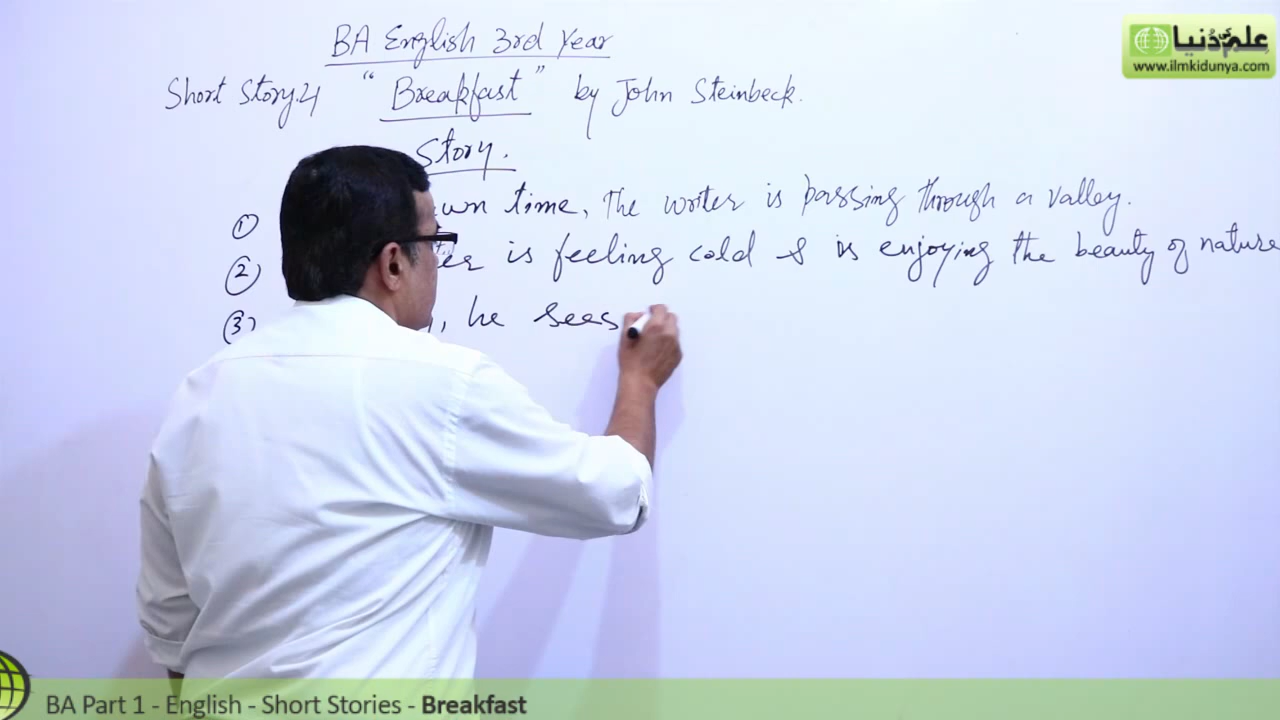 BA English 3rd Year
Short Story.4 "Breakfast" by John Steinbeck.
Story.
① time, The writer is passing through a valley.
② is feeling cold & is enjoying the beauty of nature
③ , he sees
علم کی دنیا
www.ilmkidunya.com
BA Part 1 - English - Short Stories - Breakfast